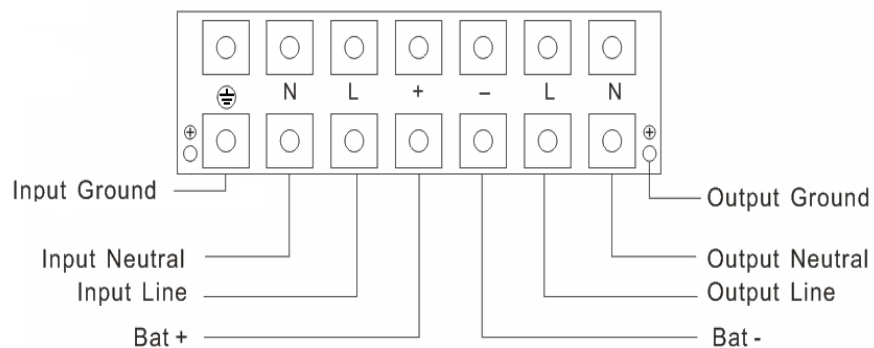 N L + – L N
Input Ground
Output Ground
Input Neutral
Output Neutral
Input Line
Output Line
Bat +
Bat -